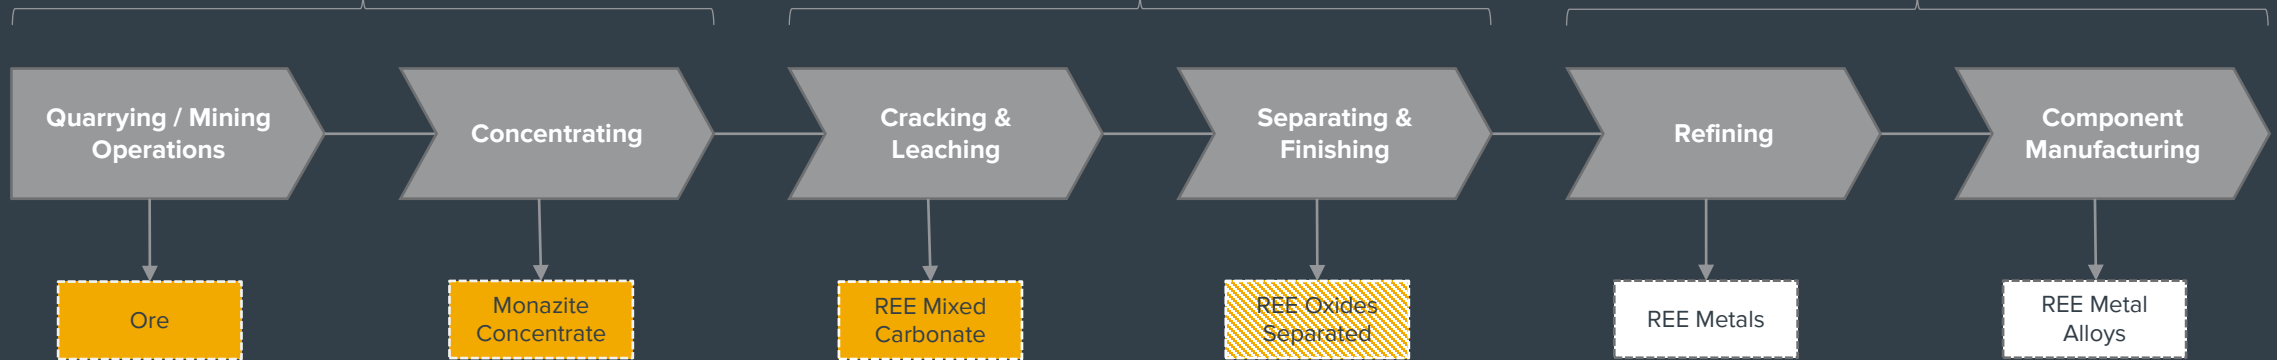 Quarrying / Mining
Operations
Concentrating
Cracking &
Leaching
Separating &
Finishing
Refining
Component
Manufacturing
Ore
Monazite
Concentrate
REE Mixed
Carbonate
REE Oxides
Separated
REE Metals
REE Metal
Alloys